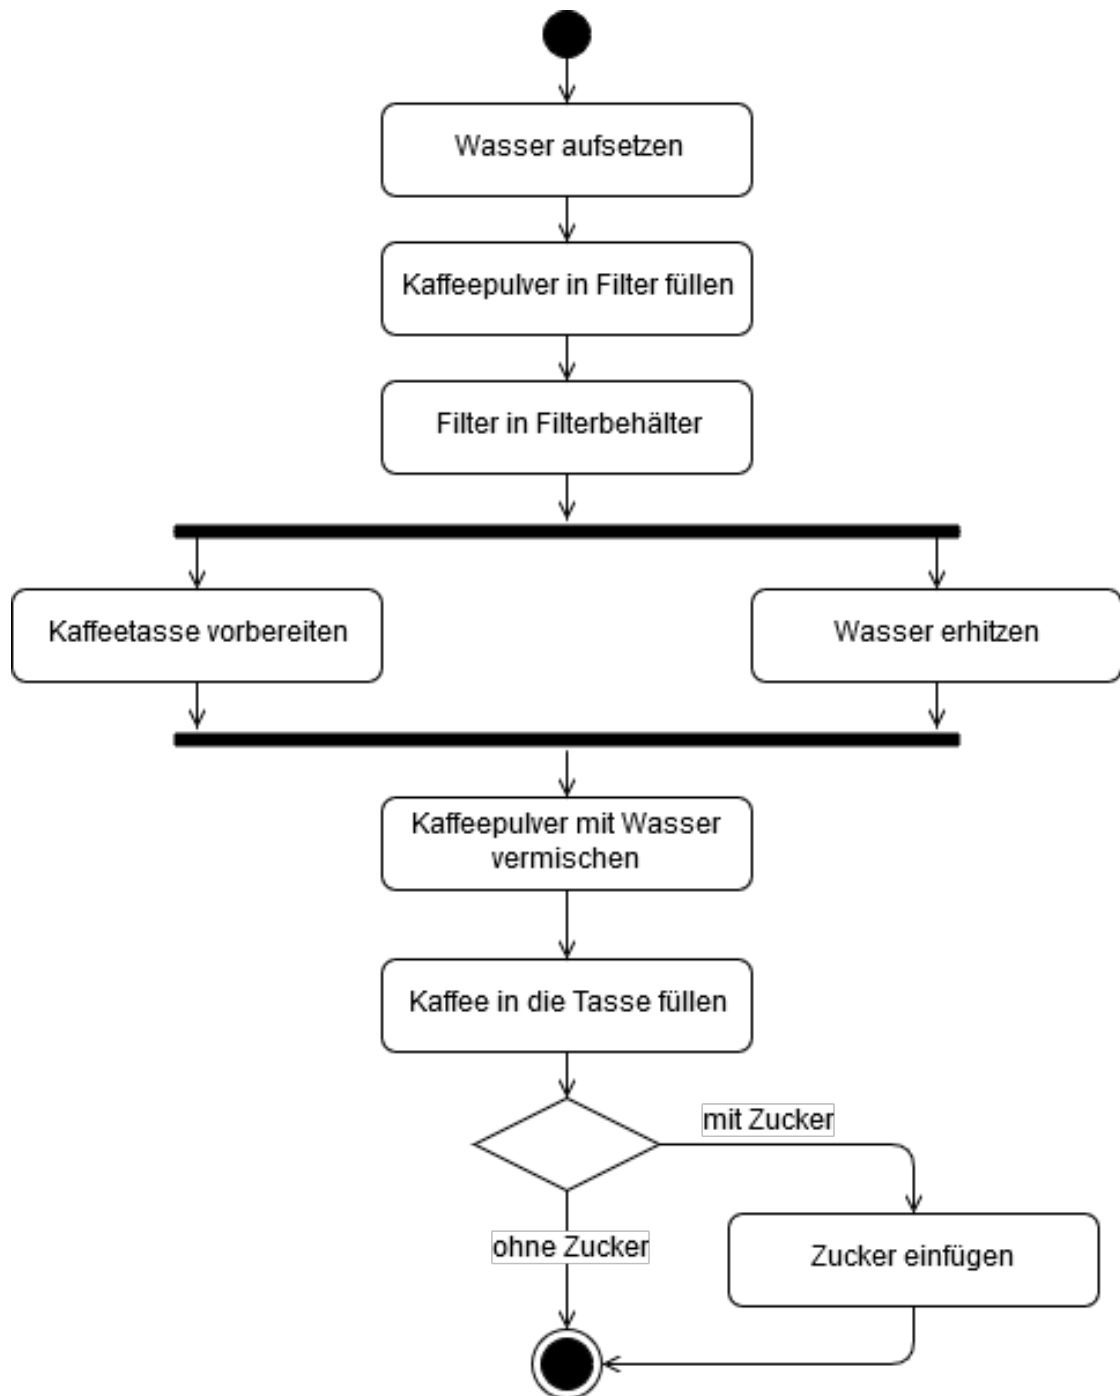 Wasser aufsetzen
Kaffeepulver in Filter füllen
Filter in Filterbehälter
Kaffeetasse vorbereiten
Wasser erhitzen
Kaffeepulver mit Wasser
vermischen
Kaffee in die Tasse füllen
mit Zucker
ohne Zucker
Zucker einfügen